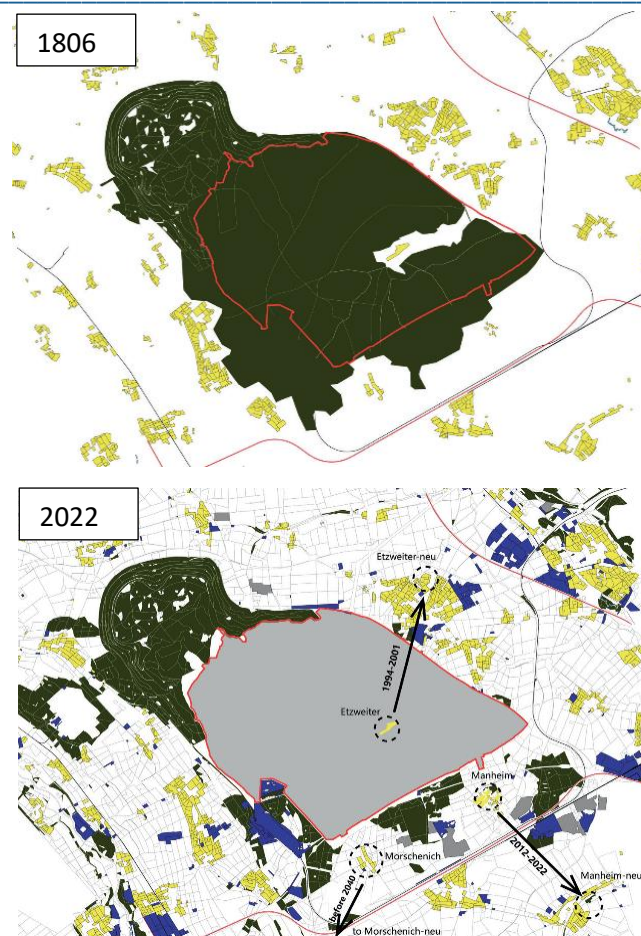 1806
2022
Etzweiter-neu
1994-2001
Etzweiter
Manheim
2012-2022
Morschenich
before 2040
Manheim-neu
to Morschenich-neu